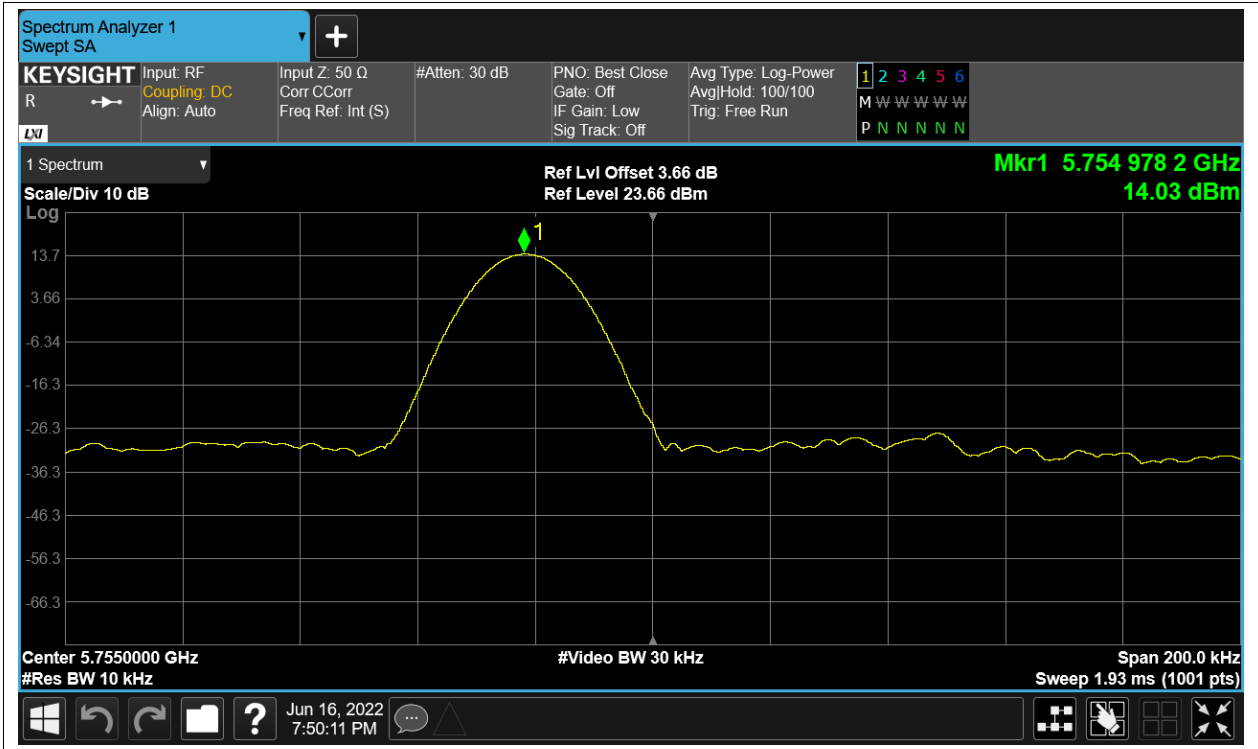 Spectrum Analyzer 1
Swept SA
KEYSIGHT
R
LXI
Input: RF
Coupling: DC
Align: Auto
Input Z: 50 Ω
Corr CCorr
Freq Ref: Int (S)
#Atten: 30 dB
PNO: Best Close
Gate: Off
IF Gain: Low
Sig Track: Off
Avg Type: Log-Power
Avg|Hold: 100/100
Trig: Free Run
1 2 3 4 5 6
M W W W W W
P N N N N N
1 Spectrum
Scale/Div 10 dB
Log
Ref Lvl Offset 3.66 dB
Ref Level 23.66 dBm
Mkr1 5.754 978 2 GHz
14.03 dBm
1
13.7
3.66
-6.34
-16.3
-26.3
-36.3
-46.3
-56.3
-66.3
Center 5.7550000 GHz
#Res BW 10 kHz
#Video BW 30 kHz
Span 200.0 kHz
Sweep 1.93 ms (1001 pts)
?
Jun 16, 2022
7:50:11 PM